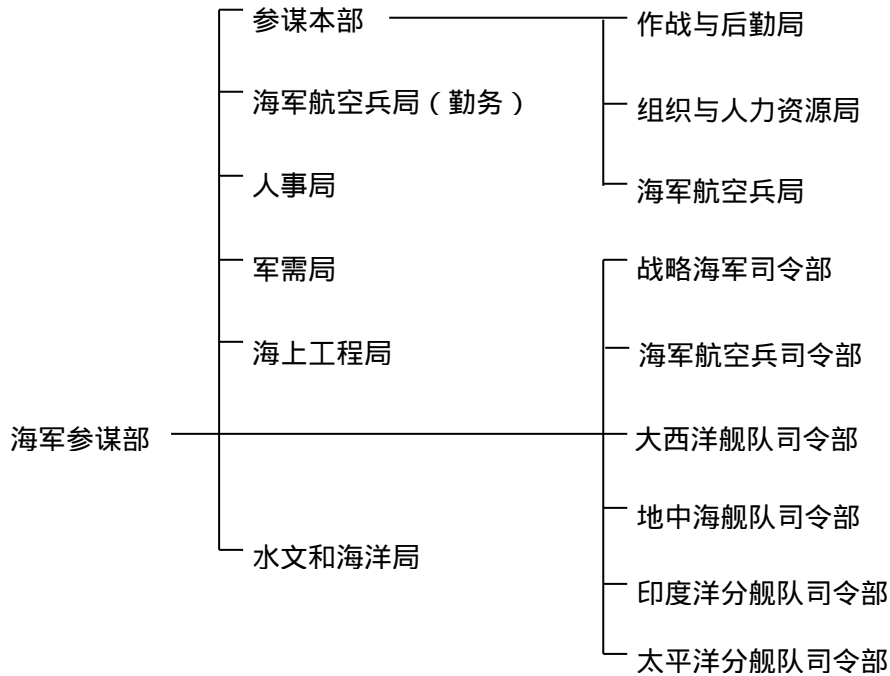 参谋本部
作战与后勤局
海军航空兵局（勤务）
组织与人力资源局
人事局
海军航空兵局
军需局
战略海军司令部
海上工程局
海军航空兵司令部
海军参谋部
大西洋舰队司令部
地中海舰队司令部
水文和海洋局
印度洋分舰队司令部
太平洋分舰队司令部